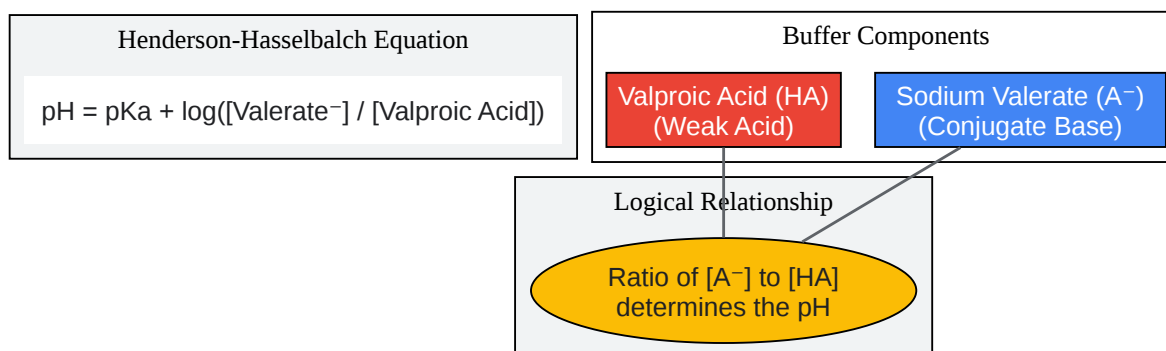 Henderson-Hasselbalch Equation
pH = pKa + log([Valerate⁻] / [Valproic Acid])
Buffer Components
Valproic Acid (HA)
(Weak Acid)
Sodium Valerate (A⁻)
(Conjugate Base)
Logical Relationship
Ratio of [A⁻] to [HA]
determines the pH